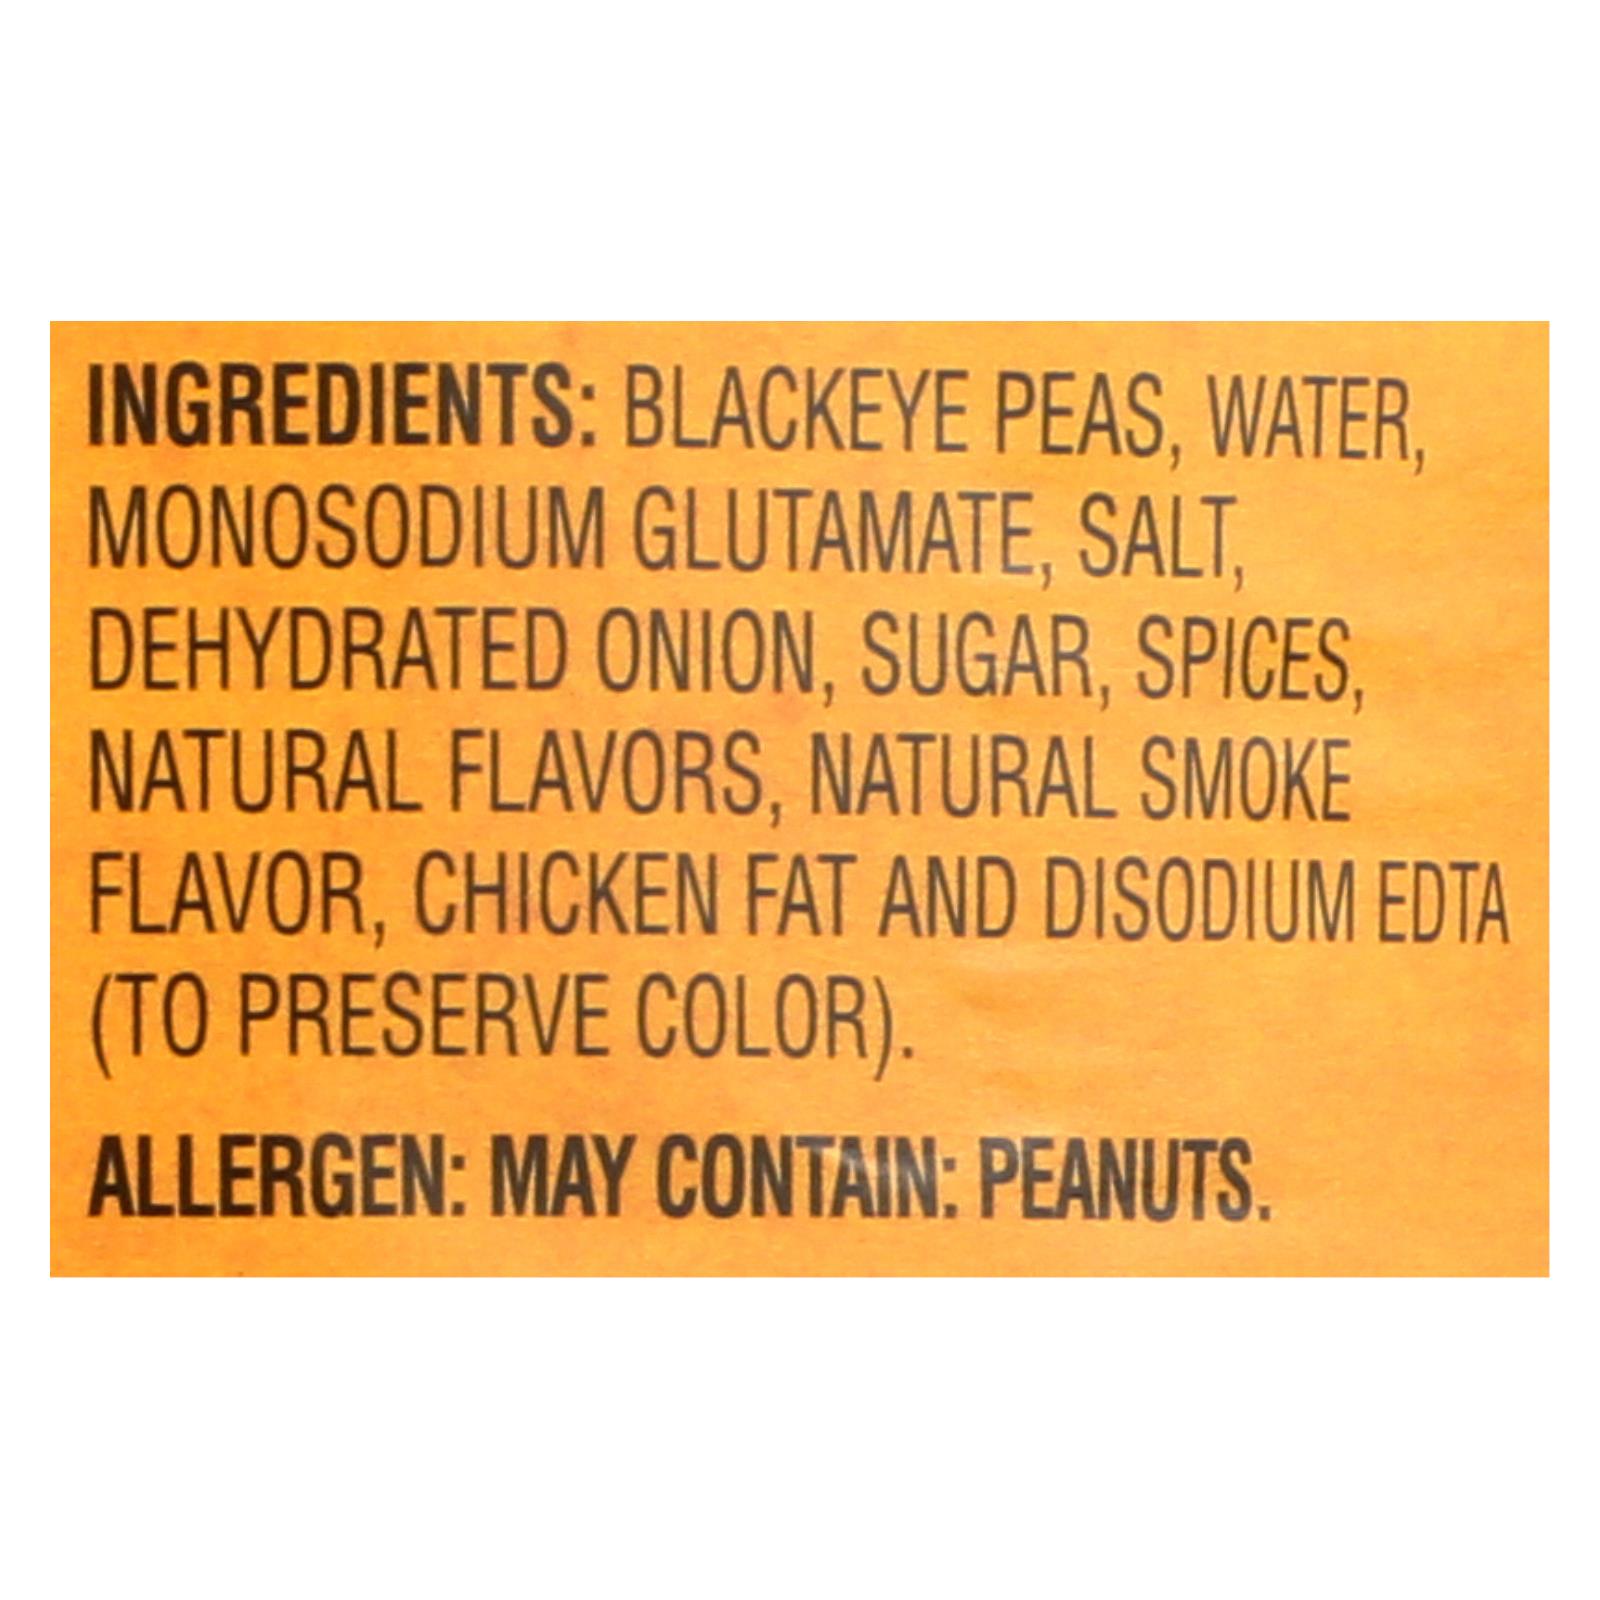 INGREDIENTS: BLACKEYE PEAS, WATER,
MONOSODIUM GLUTAMATE, SALT,
DEHYDRATED ONION, SUGAR, SPICES,
NATURAL FLAVORS, NATURAL SMOKE
FLAVOR, CHICKEN FAT AND DISODIUM EDTA
(TO PRESERVE COLOR).
ALLERGEN: MAY CONTAIN: PEANUTS.